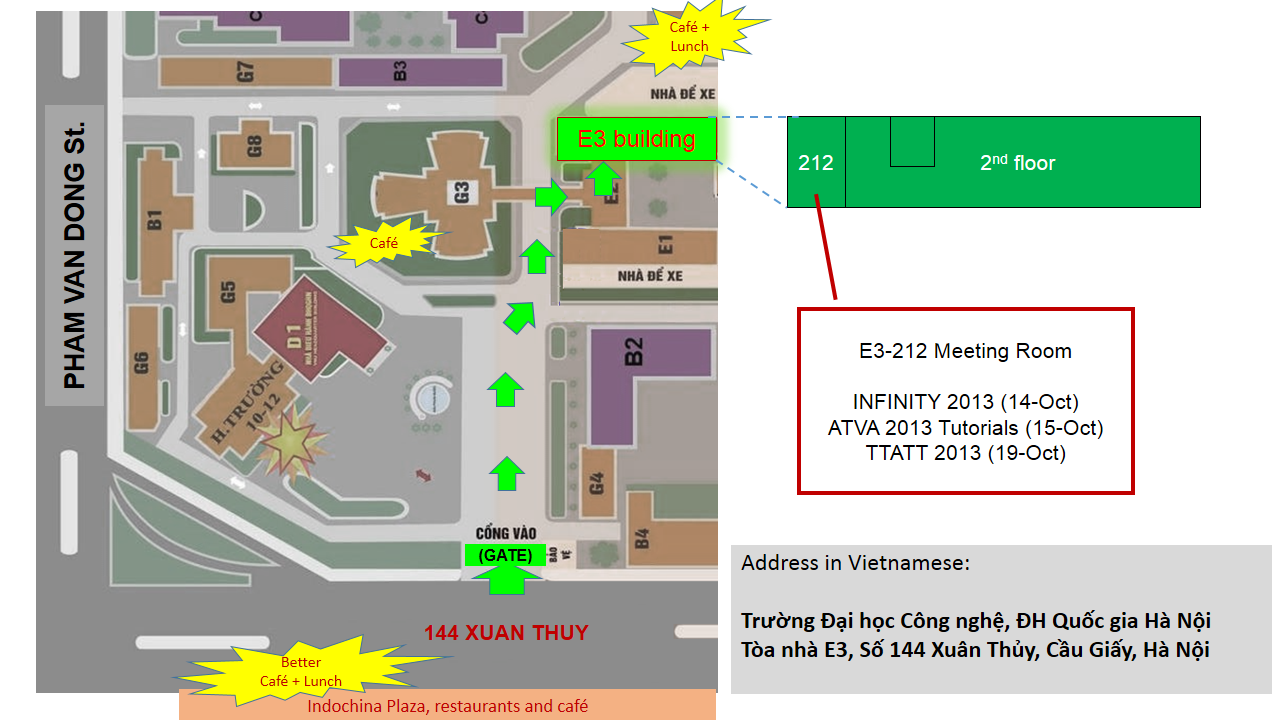 Café +
Lunch
C
C
G7
B3
NHÀ ĐỂ XE
PHAM VAN DONG St.
G8
G3
E3 building
E2
212
2nd floor
B1
Café
E1
NHÀ ĐỂ XE
G5
D1
G6
B2
H.TRƯỜNG
10-12
E3-212 Meeting Room
INFINITY 2013 (14-Oct)
ATVA 2013 Tutorials (15-Oct)
TTATT 2013 (19-Oct)
G4
B4
CỔNG VÀO
(GATE)
BẢO
VỆ
144 XUAN THUY
Better
Café + Lunch
Indochina Plaza, restaurants and café
Address in Vietnamese:
Trường Đại học Công nghệ, ĐH Quốc gia Hà Nội
Tòa nhà E3, Số 144 Xuân Thủy, Cầu Giấy, Hà Nội